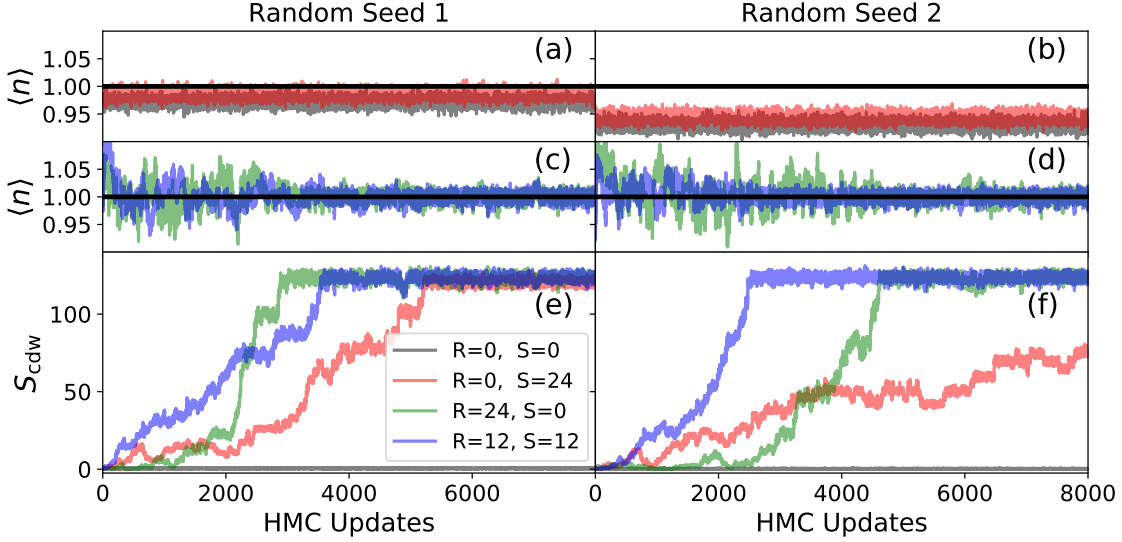 Random Seed 1
Random Seed 2
⟨n⟩
1.05
1.00
0.95
(a)
(b)
⟨n⟩
1.05
1.00
0.95
(c)
(d)
S_cdw
100
50
0
(e)
(f)
R=0, S=0
R=0, S=24
R=24, S=0
R=12, S=12
0 2000 4000 6000
0 2000 4000 6000 8000
HMC Updates
HMC Updates